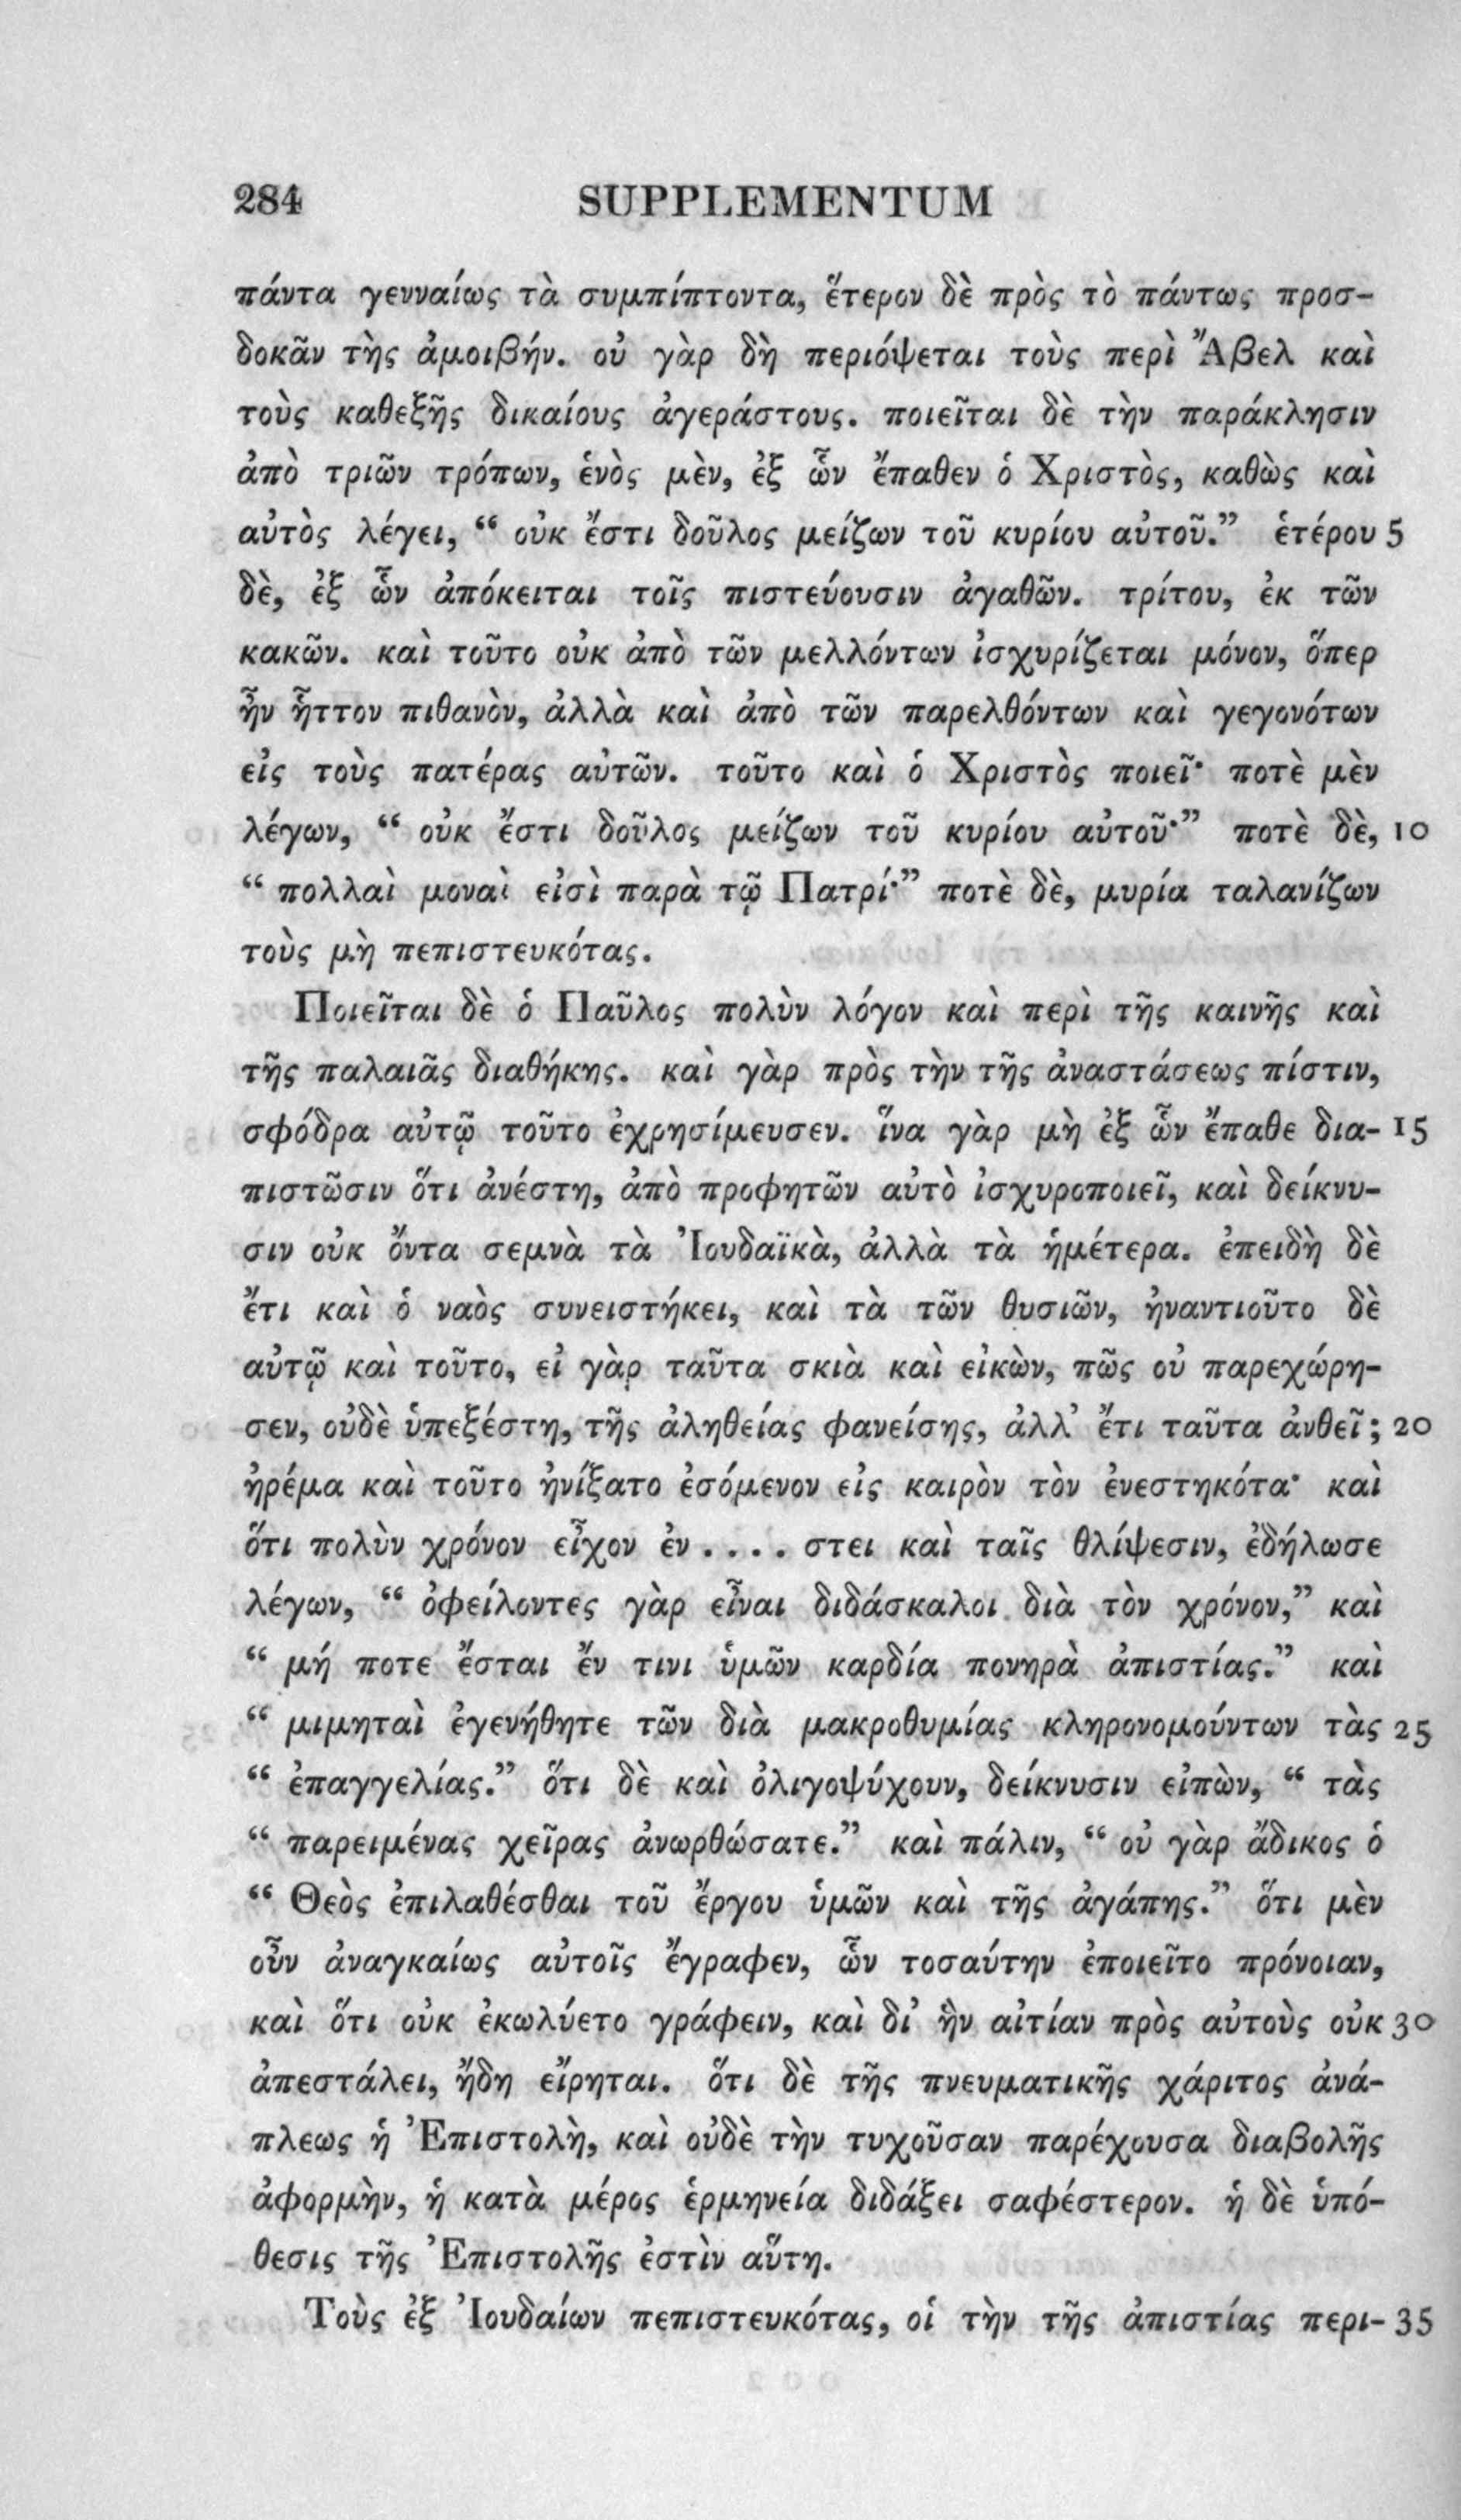 284 SUPPLEMENTUM
πάντα γενναίως τὰ συμπίπτοντα, ἕτερον δὲ πρὸς τὸ πάντως προσ-
δοκᾶν τὴς ἀμοιβήν. οὐ γὰρ δὴ περιόψεται τοὺς περὶ Ἄβελ καὶ
τοὺς καθεξῆς δικαίους ἀγεράστους. ποιεῖται δὲ τὴν παράκλησιν
ἀπὸ τριῶν τρόπων, ἑνὸς μὲν, ἐξ ὧν ἔπαθεν ὁ Χριστὸς, καθὼς καὶ
αὐτὸς λέγει, “ οὐκ ἔστι δοῦλος μείζων τοῦ κυρίου αὐτοῦ.” ἑτέρου 5
δὲ, ἐξ ὧν ἀπόκειται τοῖς πιστεύουσιν ἀγαθῶν. τρίτου, ἐκ τῶν
κακῶν. καὶ τοῦτο οὐκ ἀπὸ τῶν μελλόντων ἰσχυρίζεται μόνον, ὅπερ
ἦν ἧττον πιθανὸν, ἀλλὰ καὶ ἀπὸ τῶν παρελθόντων καὶ γεγονότων
εἰς τοὺς πατέρας αὐτῶν. τοῦτο καὶ ὁ Χριστὸς ποιεῖ· ποτὲ μὲν
λέγων, “ οὐκ ἔστι δοῦλος μείζων τοῦ κυρίου αὐτοῦ·” ποτὲ δὲ, 10
“ πολλαὶ μοναὶ εἰσὶ παρὰ τῷ Πατρί·” ποτὲ δὲ, μυρία ταλανίζων
τοὺς μὴ πεπιστευκότας.
Ποιεῖται δὲ ὁ Παῦλος πολὺν λόγον καὶ περὶ τῆς καινῆς καὶ
τῆς παλαιᾶς διαθήκης. καὶ γὰρ πρὸς τὴν τῆς ἀναστάσεως πίστιν,
σφόδρα αὐτῷ τοῦτο ἐχρησίμευσεν. ἵνα γὰρ μὴ ἐξ ὧν ἔπαθε δια- 15
πιστῶσιν ὅτι ἀνέστη, ἀπὸ προφητῶν αὐτὸ ἰσχυροποιεῖ, καὶ δείκνυ-
σιν οὐκ ὄντα σεμνὰ τὰ Ἰουδαϊκὰ, ἀλλὰ τὰ ἡμέτερα. ἐπειδὴ δὲ
ἔτι καὶ ὁ ναὸς συνειστήκει, καὶ τὰ τῶν θυσιῶν, ἠναντιοῦτο δὲ
αὐτῷ καὶ τοῦτο, εἰ γὰρ ταῦτα σκιὰ καὶ εἰκὼν, πῶς οὐ παρεχώρη-
σεν, οὐδὲ ὑπεξέστη, τῆς ἀληθείας φανείσης, ἀλλ’ ἔτι ταῦτα ἀνθεῖ; 20
ἠρέμα καὶ τοῦτο ἠνίξατο ἐσόμενον εἰς καιρὸν τὸν ἐνεστηκότα· καὶ
ὅτι πολὺν χρόνον εἶχον ἐν . . . . στει καὶ ταῖς θλίψεσιν, ἐδήλωσε
λέγων, “ ὀφείλοντες γὰρ εἶναι διδάσκαλοι διὰ τὸν χρόνον,” καὶ
“ μή ποτε ἔσται ἔν τινι ὑμῶν καρδία πονηρὰ ἀπιστίας.” καὶ
“ μιμηταὶ ἐγενήθητε τῶν διὰ μακροθυμίας κληρονομούντων τὰς 25
“ ἐπαγγελίας.” ὅτι δὲ καὶ ὀλιγοψύχουν, δείκνυσιν εἰπὼν, “ τὰς
“ παρειμένας χεῖρας ἀνωρθώσατε.” καὶ πάλιν, “ οὐ γὰρ ἄδικος ὁ
“ Θεὸς ἐπιλαθέσθαι τοῦ ἔργου ὑμῶν καὶ τῆς ἀγάπης.” ὅτι μὲν
οὖν ἀναγκαίως αὐτοῖς ἔγραφεν, ὧν τοσαύτην ἐποιεῖτο πρόνοιαν,
καὶ ὅτι οὐκ ἐκωλύετο γράφειν, καὶ δι’ ἣν αἰτίαν πρὸς αὐτοὺς οὐκ 30
ἀπεστάλει, ἤδη εἴρηται. ὅτι δὲ τῆς πνευματικῆς χάριτος ἀνά-
πλεως ἡ Ἐπιστολὴ, καὶ οὐδὲ τὴν τυχοῦσαν παρέχουσα διαβολῆς
ἀφορμὴν, ἡ κατὰ μέρος ἑρμηνεία διδάξει σαφέστερον. ἡ δὲ ὑπό-
θεσις τῆς Ἐπιστολῆς ἐστὶν αὕτη.
Τοὺς ἐξ Ἰουδαίων πεπιστευκότας, οἱ τὴν τῆς ἀπιστίας περι- 35